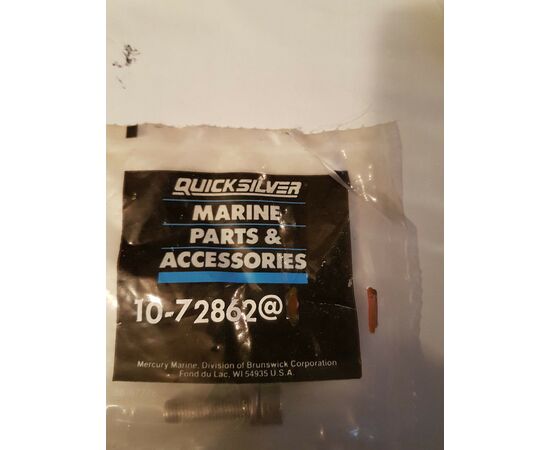 QUICKSILVER
MARINE
PARTS &
ACCESSORIES
10-72862@
Mercury Marine, Division of Brunswick Corporation
Fond du Lac, WI 54935 U.S.A.